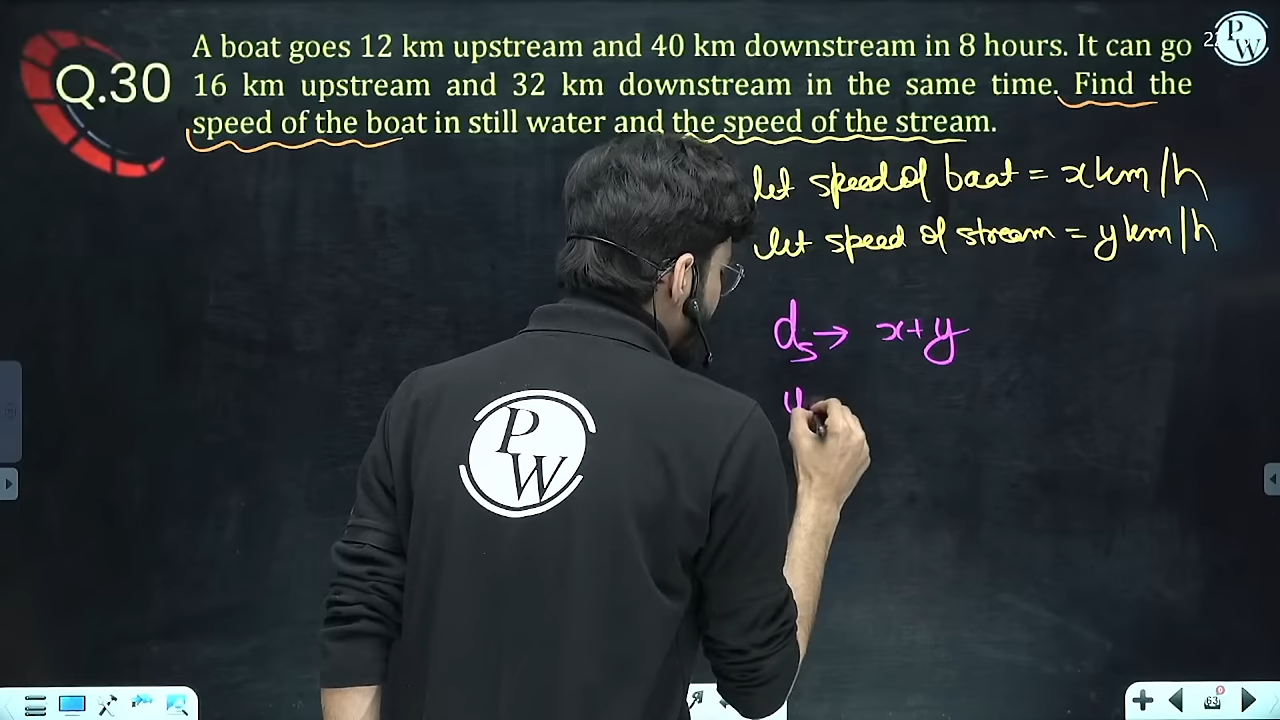 A boat goes 12 km upstream and 40 km downstream in 8 hours. It can go
Q.30
16 km upstream and 32 km downstream in the same time. Find the
speed of the boat in still water and the speed of the stream.
let speed of boat = x km/h
let speed of stream = y km/h
ds → x+y
u
PW
PW
63